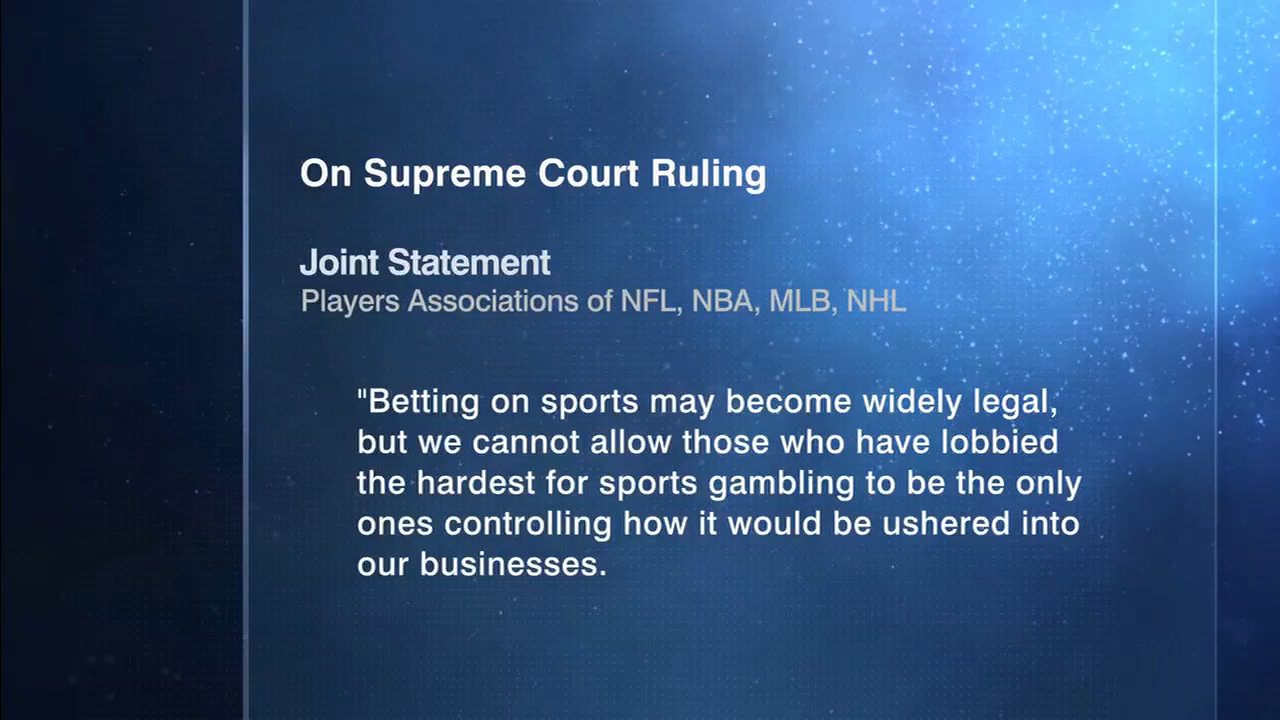 On Supreme Court Ruling
Joint Statement
Players Associations of NFL, NBA, MLB, NHL
"Betting on sports may become widely legal,
but we cannot allow those who have lobbied
the hardest for sports gambling to be the only
ones controlling how it would be ushered into
our businesses.